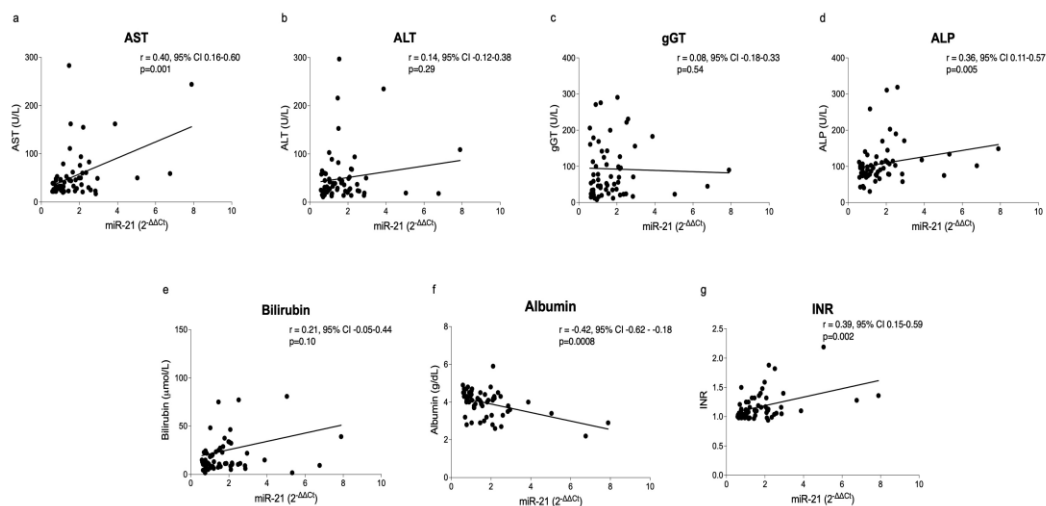 a
AST
r = 0.40, 95% CI 0.16-0.60
p=0.001
300
200
100
0
AST (U/L)
0 2 4 6 8 10
miR-21 (2-ΔΔCt)
b
ALT
r = 0.14, 95% CI -0.12-0.38
p=0.29
300
200
100
0
ALT (U/L)
0 2 4 6 8 10
miR-21 (2-ΔΔCt)
c
gGT
r = 0.08, 95% CI -0.18-0.33
p=0.54
400
300
200
100
0
gGT (U/L)
0 2 4 6 8 10
miR-21 (2-ΔΔCt)
d
ALP
r = 0.36, 95% CI 0.11-0.57
p=0.005
400
300
200
100
0
ALP (U/L)
0 2 4 6 8 10
miR-21 (2-ΔΔCt)
e
Bilirubin
r = 0.21, 95% CI -0.05-0.44
p=0.10
150
100
50
0
Bilirubin (μmol/L)
0 2 4 6 8 10
miR-21 (2-ΔΔCt)
f
Albumin
r = -0.42, 95% CI -0.62 - -0.18
p=0.0008
8
6
4
2
0
Albumin (g/dL)
0 2 4 6 8 10
miR-21 (2-ΔΔCt)
g
INR
r = 0.39, 95% CI 0.15-0.59
p=0.002
2.5
2.0
1.5
1.0
0.5
0.0
INR
0 2 4 6 8 10
miR-21 (2-ΔΔCt)